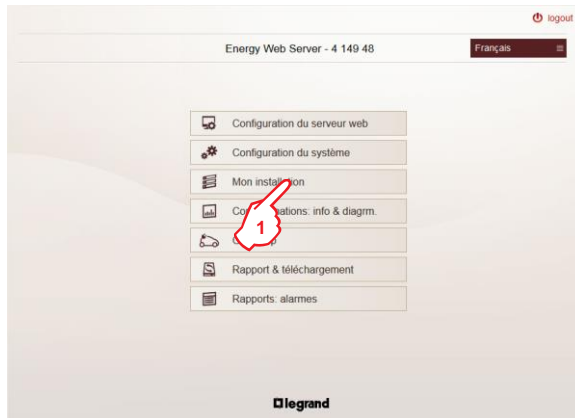 logout
Energy Web Server - 4 149 48
Français
Configuration du serveur web
Configuration du système
Mon installation
ations: info & diagrm.
1
Rapport & téléchargement
Rapports: alarmes
legrand